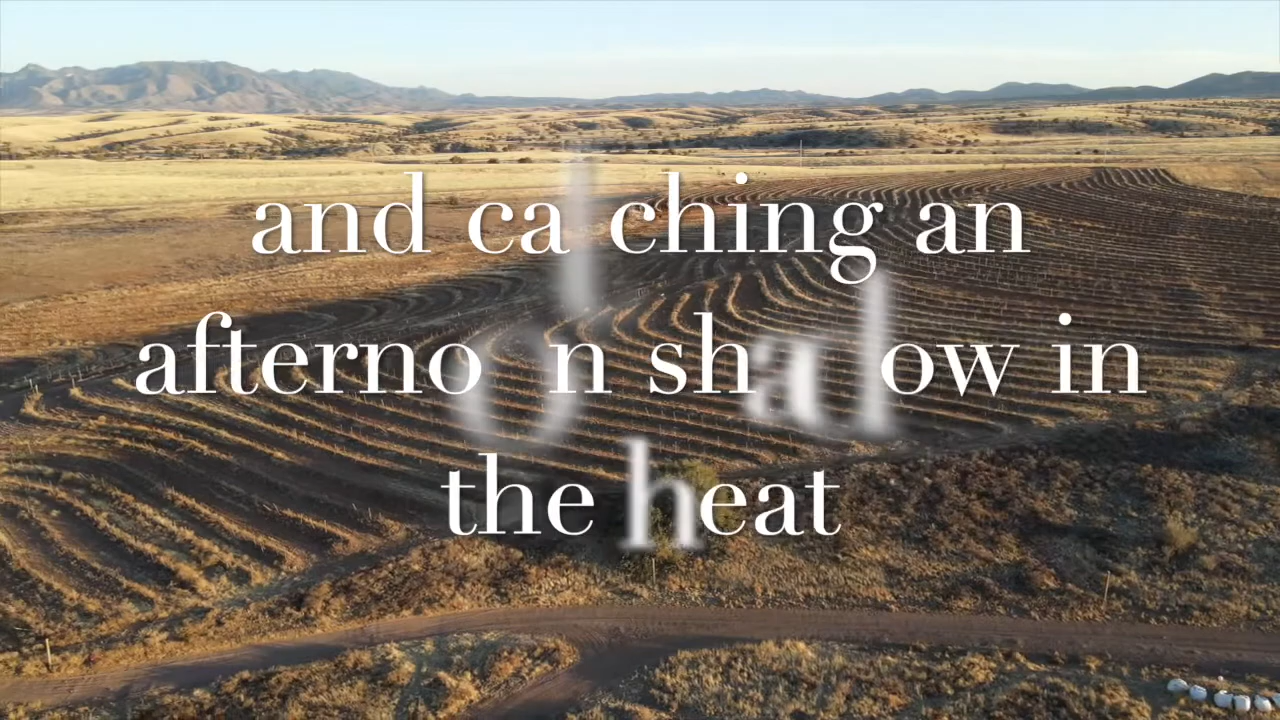 and catching an
afternoon shadow in
the heat